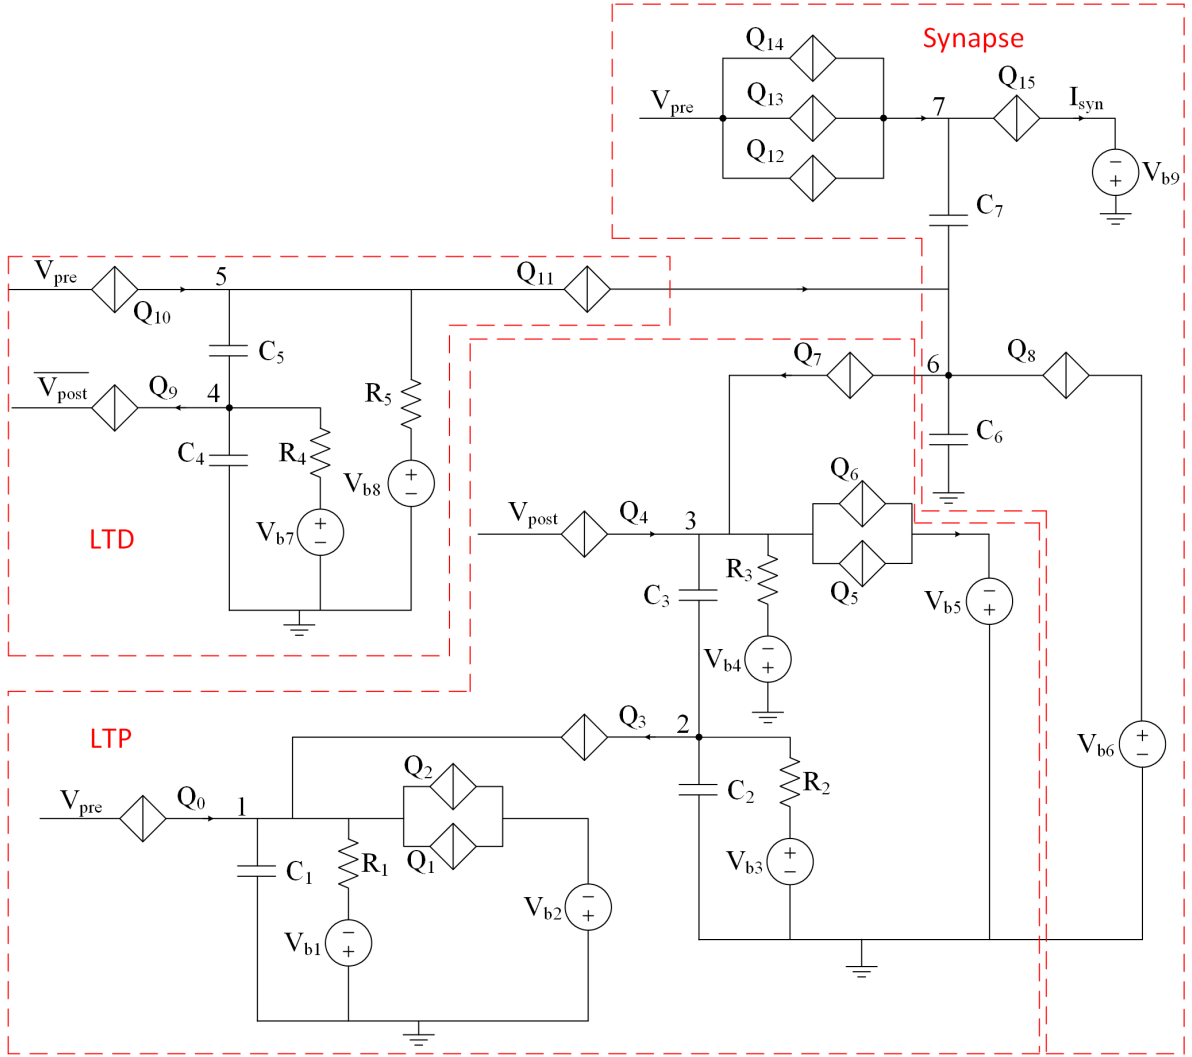 Synapse
Q14
Vpre
Q13
Q12
7
Q15
Isyn
− + Vb9
C7
Vpre
Q10
5
Q11
C5
V̅post
Q9
4
R5
C4
R4
Vb8 + −
Vb7 + −
LTD
Q7
6
Q8
C6
Q6
Vpost
Q4
3
R3
Q5
C3
Vb5 − +
Vb4 − +
LTP
Q3
2
Vb6 + −
Q2
C2
R2
Vpre
Q0
1
Q1
C1
R1
Vb3 + −
Vb2 − +
Vb1 − +